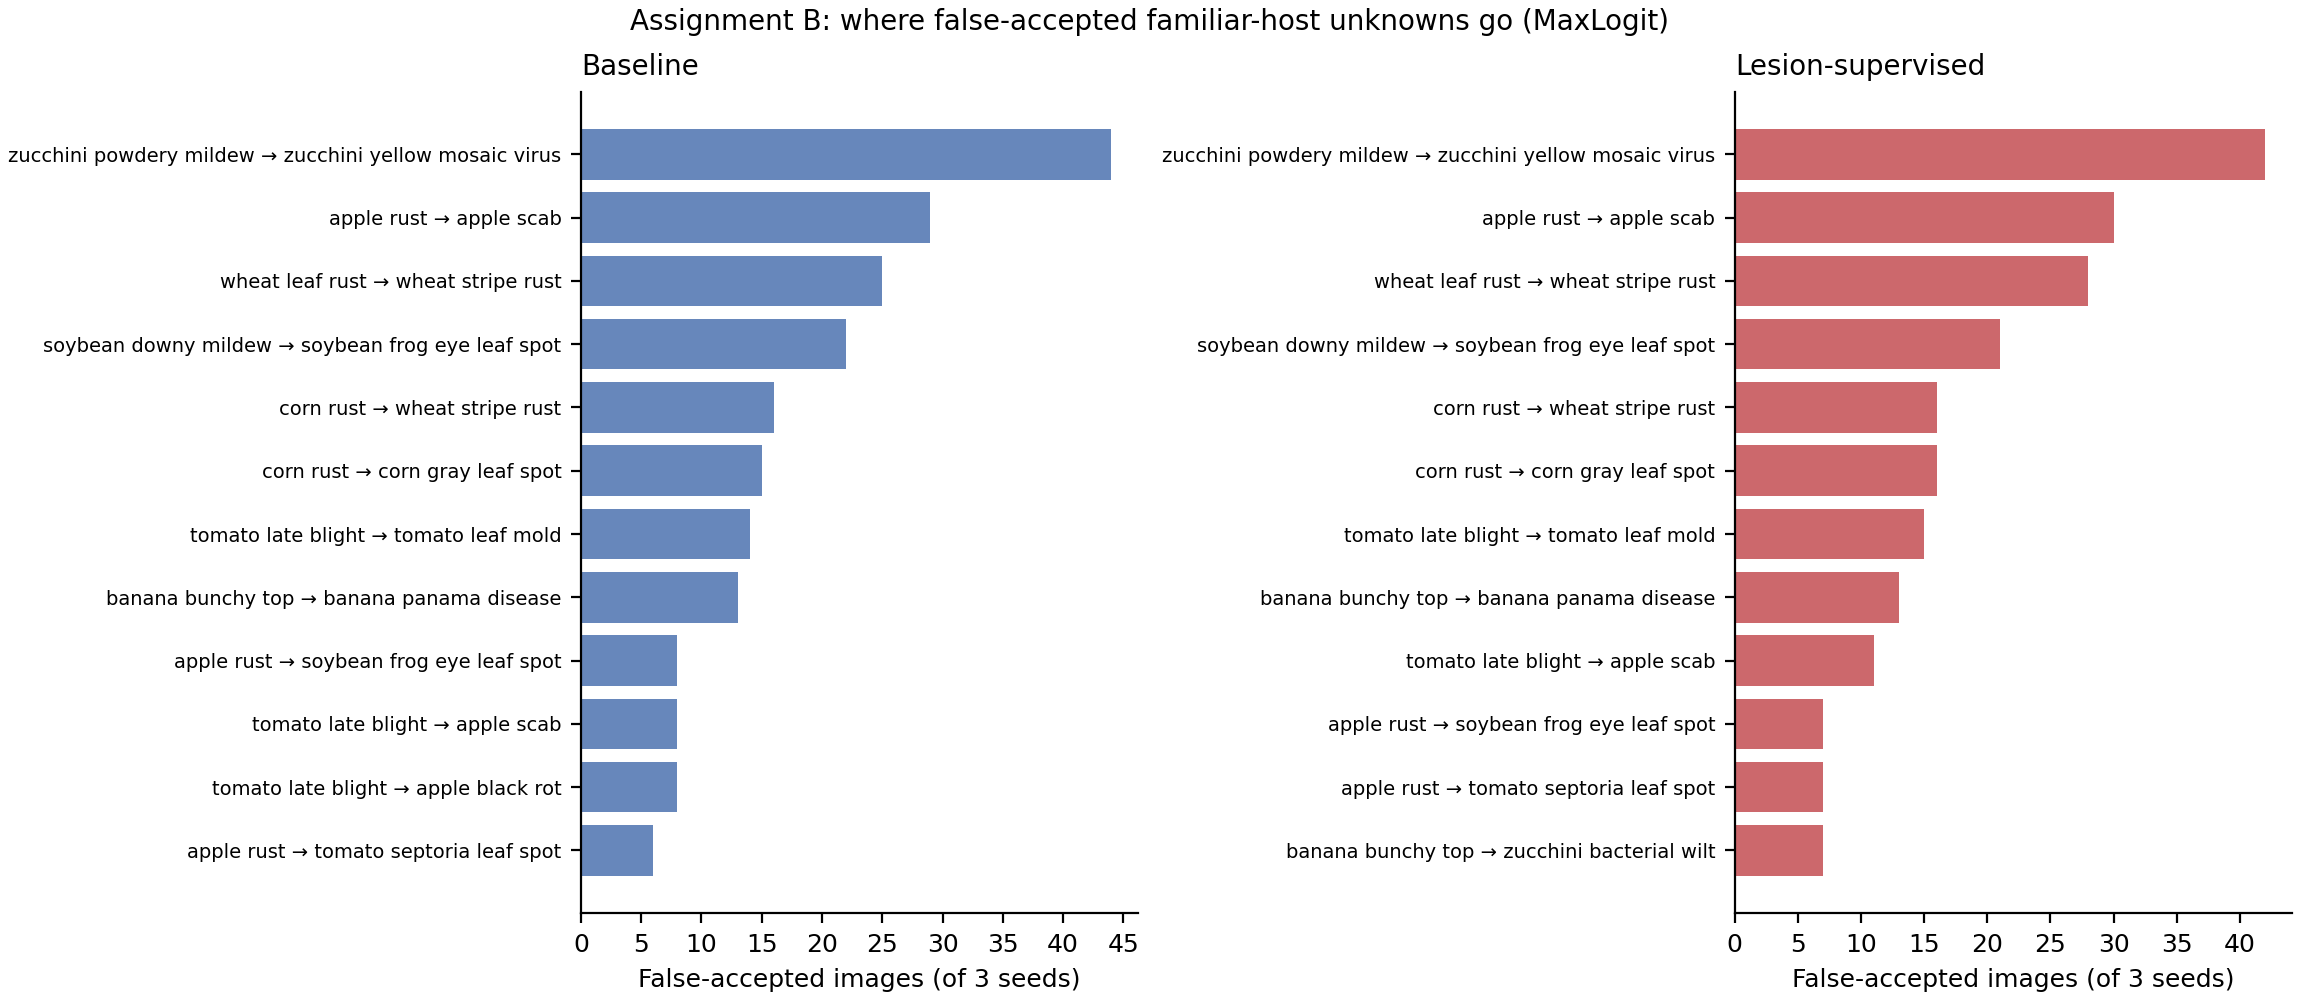 Assignment B: where false-accepted familiar-host unknowns go (MaxLogit)
Baseline
zucchini powdery mildew → zucchini yellow mosaic virus
apple rust → apple scab
wheat leaf rust → wheat stripe rust
soybean downy mildew → soybean frog eye leaf spot
corn rust → wheat stripe rust
corn rust → corn gray leaf spot
tomato late blight → tomato leaf mold
banana bunchy top → banana panama disease
apple rust → soybean frog eye leaf spot
tomato late blight → apple scab
tomato late blight → apple black rot
apple rust → tomato septoria leaf spot
0 5 10 15 20 25 30 35 40 45
False-accepted images (of 3 seeds)
Lesion-supervised
zucchini powdery mildew → zucchini yellow mosaic virus
apple rust → apple scab
wheat leaf rust → wheat stripe rust
soybean downy mildew → soybean frog eye leaf spot
corn rust → wheat stripe rust
corn rust → corn gray leaf spot
tomato late blight → tomato leaf mold
banana bunchy top → banana panama disease
tomato late blight → apple scab
apple rust → soybean frog eye leaf spot
apple rust → tomato septoria leaf spot
banana bunchy top → zucchini bacterial wilt
0 5 10 15 20 25 30 35 40
False-accepted images (of 3 seeds)